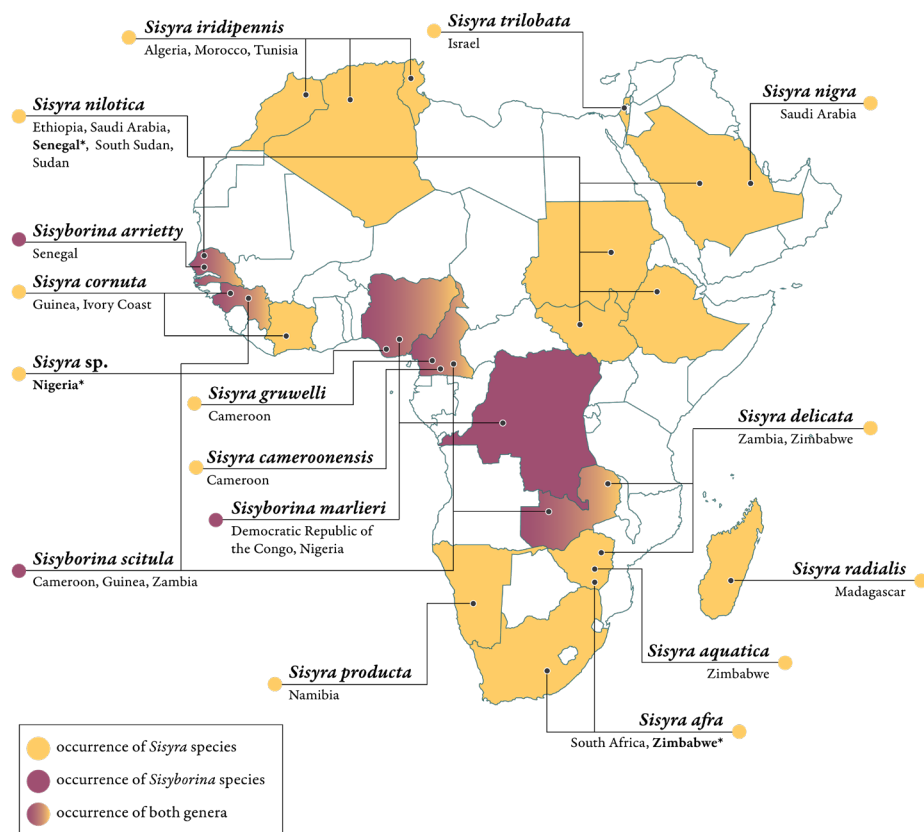 Sisyra iridipennis
Algeria, Morocco, Tunisia
Sisyra trilobata
Israel
Sisyra nilotica
Ethiopia, Saudi Arabia,
Senegal*, South Sudan,
Sudan
Sisyra nigra
Saudi Arabia
Sisyborina arrietty
Senegal
Sisyra cornuta
Guinea, Ivory Coast
Sisyra sp.
Nigeria*
Sisyra gruwelli
Cameroon
Sisyra delicata
Zambia, Zimbabwe
Sisyra cameroonensis
Cameroon
Sisyborina marlieri
Democratic Republic of
the Congo, Nigeria
Sisyborina scitula
Cameroon, Guinea, Zambia
Sisyra radialis
Madagascar
Sisyra aquatica
Zimbabwe
Sisyra producta
Namibia
Sisyra afra
South Africa, Zimbabwe*
occurrence of Sisyra species
occurrence of Sisyborina species
occurrence of both genera